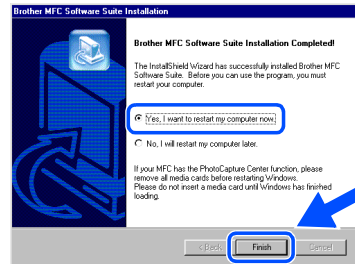 Brother MFC Software Suite Installation
Brother MFC Software Suite Installation Completed!
The InstallShield Wizard has successfully installed Brother MFC
Software Suite. Before you can use the program, you must
restart your computer.
Yes, I want to restart my computer now.
No, I will restart my computer later.
If your MFC has the PhotoCapture Center function, please
remove all media cards before restarting Windows.
Please do not insert a media card until Windows has finished
loading.
< Back
Finish
Cancel